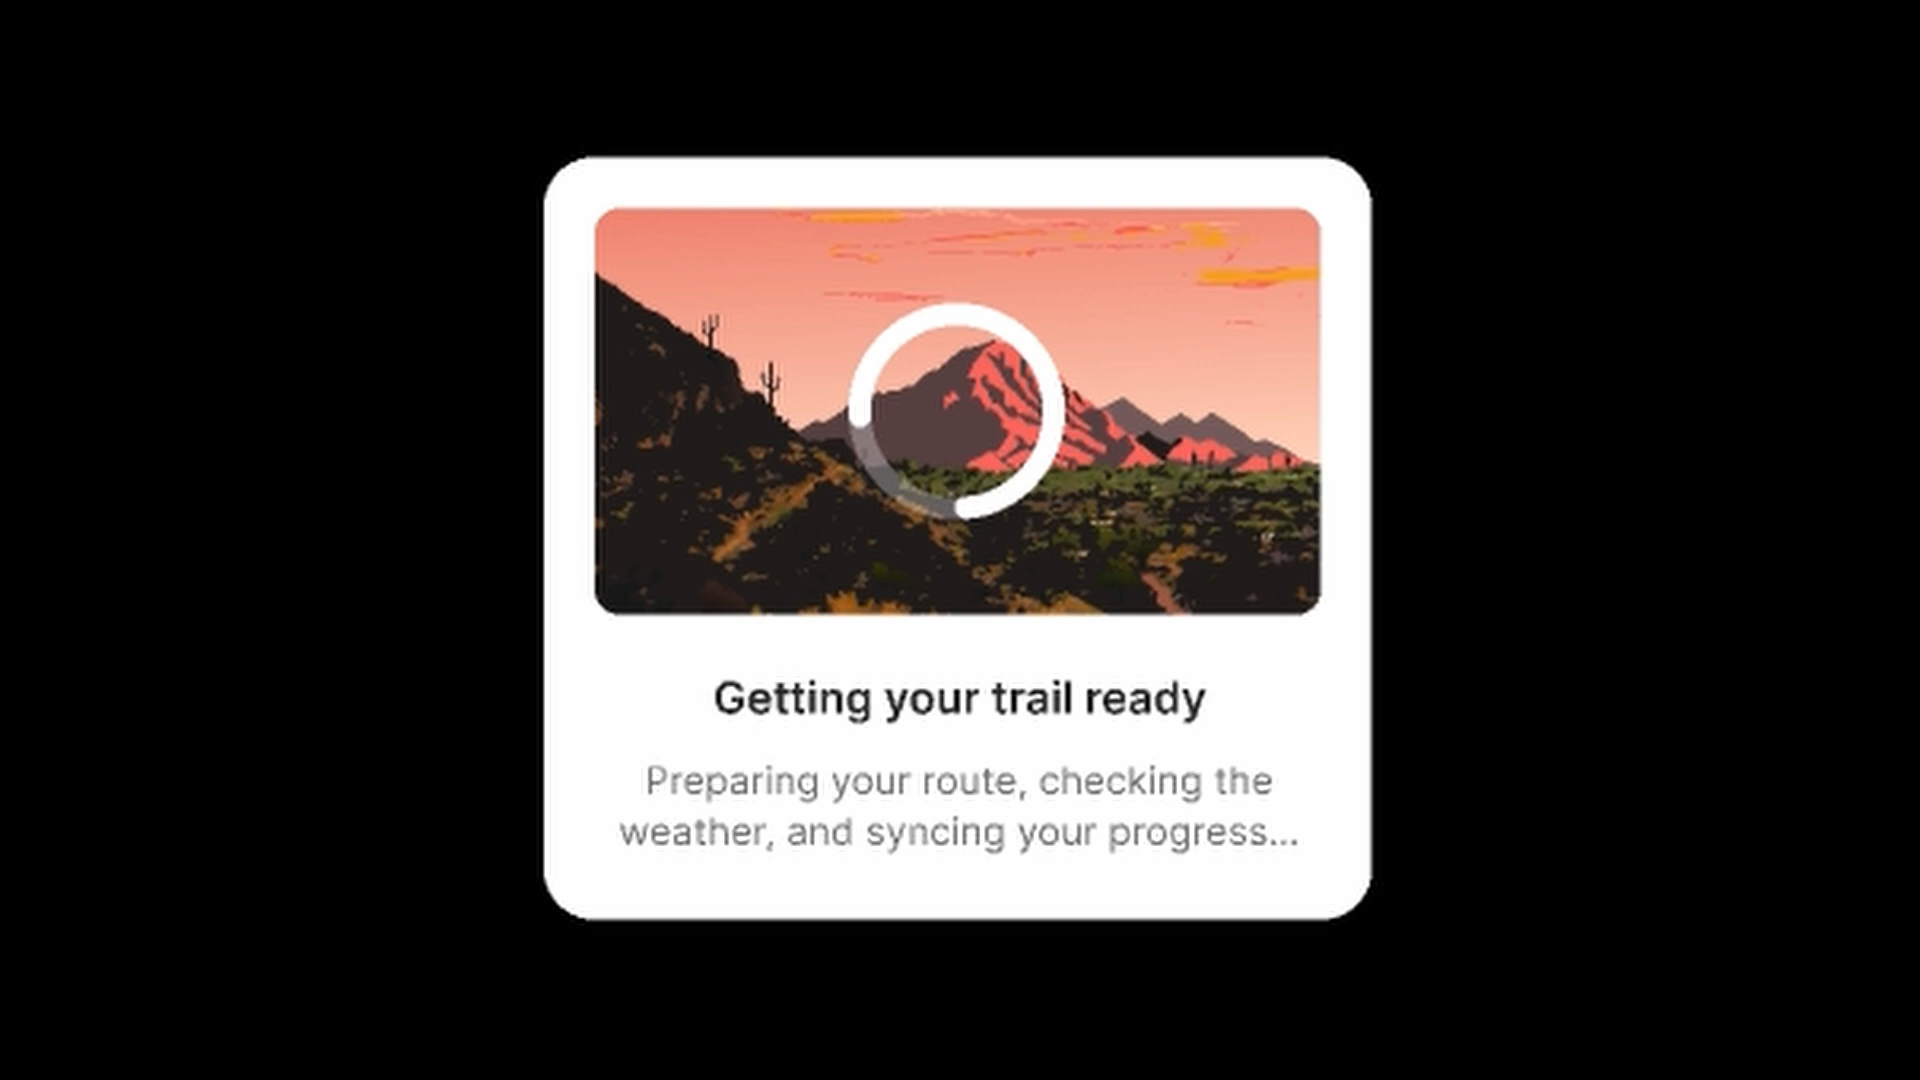 Getting your trail ready
Preparing your route, checking the
weather, and syncing your progress...